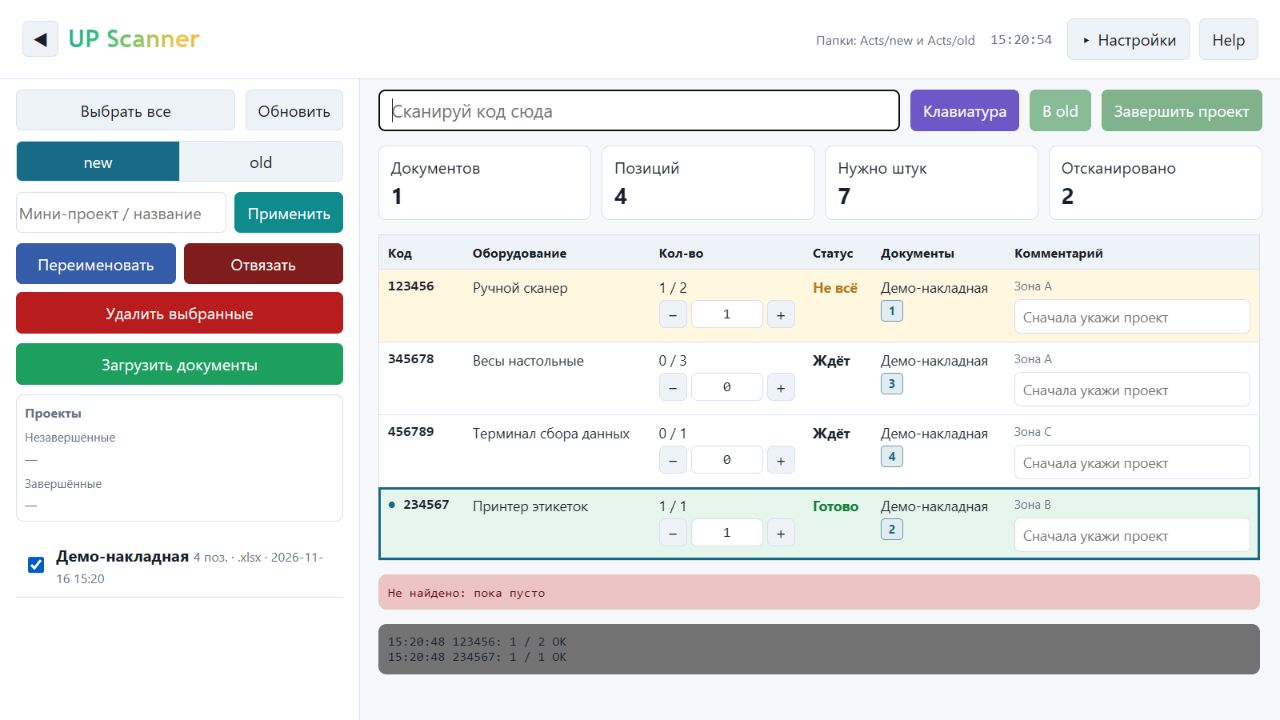 ◀ UP Scanner
Папки: Acts/new и Acts/old 15:20:54 ▸ Настройки Help
Выбрать все Обновить
new old
Мини-проект / название Применить
Переименовать Отвязать
Удалить выбранные
Загрузить документы
Проекты
Незавершённые
—
Завершённые
—
Демо-накладная 4 поз. · .xlsx · 2026-11-
16 15:20
Сканируй код сюда Клавиатура В old Завершить проект
Документов Позиций Нужно штук Отсканировано
1 4 7 2
Код Оборудование Кол-во Статус Документы Комментарий
123456 Ручной сканер 1 / 2 Не всё Демо-накладная Зона A
− 1 + 1 Сначала укажи проект
345678 Весы настольные 0 / 3 Ждёт Демо-накладная Зона A
− 0 + 3 Сначала укажи проект
456789 Терминал сбора данных 0 / 1 Ждёт Демо-накладная Зона C
− 0 + 4 Сначала укажи проект
• 234567 Принтер этикеток 1 / 1 Готово Демо-накладная Зона B
− 1 + 2 Сначала укажи проект
Не найдено: пока пусто
15:20:48 123456: 1 / 2 OK
15:20:48 234567: 1 / 1 OK